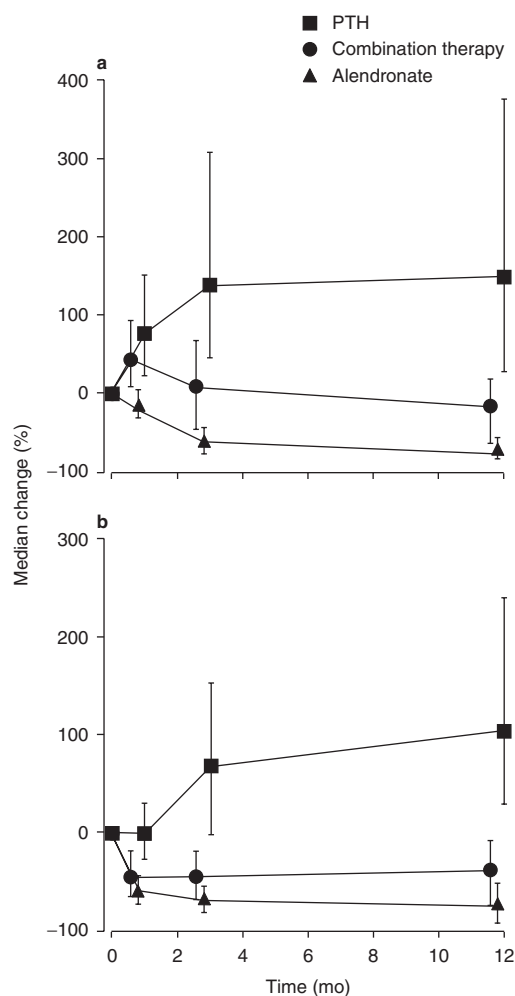 PTH
Combination therapy
Alendronate
a
400
300
200
100
0
−100
Median change (%)
b
300
200
100
0
−100
0 2 4 6 8 10 12
Time (mo)